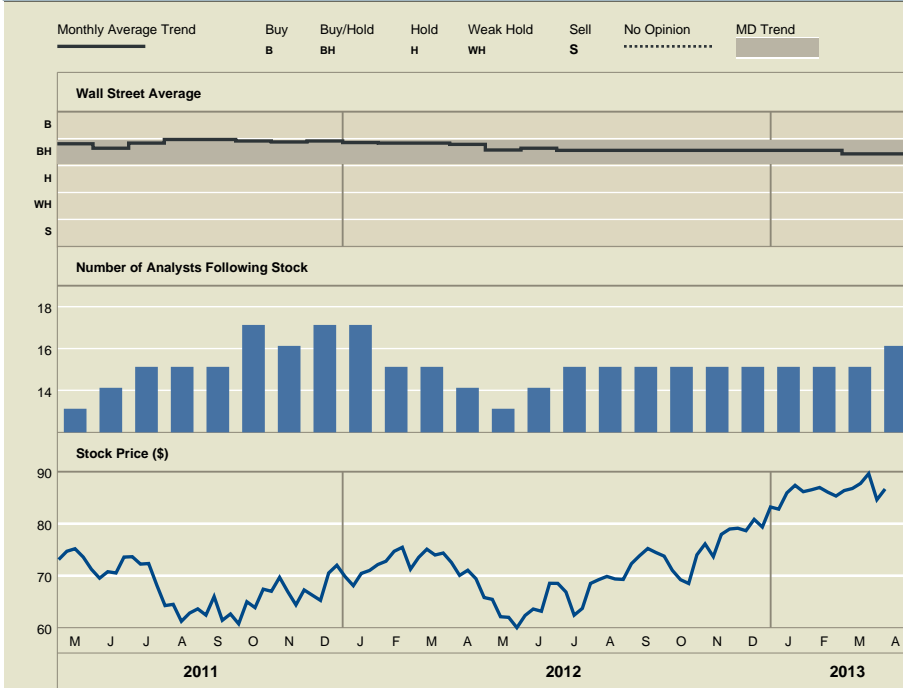 Monthly Average Trend Buy Buy/Hold Hold Weak Hold Sell No Opinion MD Trend
B BH H WH S
Wall Street Average
B
BH
H
WH
S
Number of Analysts Following Stock
18
16
14
Stock Price ($)
90
80
70
60
M J J A S O N D J F M A M J J A S O N D J F M A
2011 2012 2013